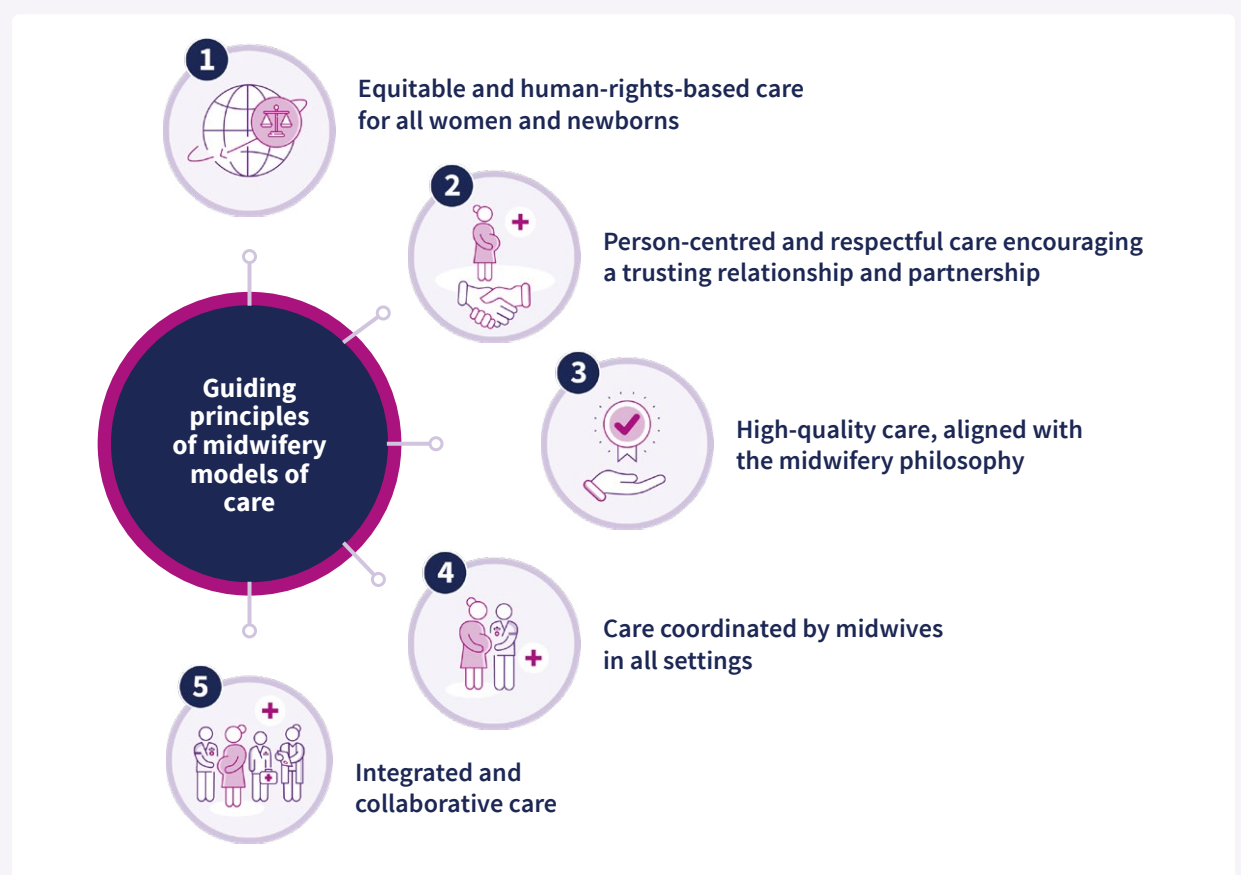 1
Equitable and human-rights-based care
for all women and newborns
2
Person-centred and respectful care encouraging
a trusting relationship and partnership
3
High-quality care, aligned with
the midwifery philosophy
Guiding
principles
of midwifery
models of
care
4
Care coordinated by midwives
in all settings
5
Integrated and
collaborative care